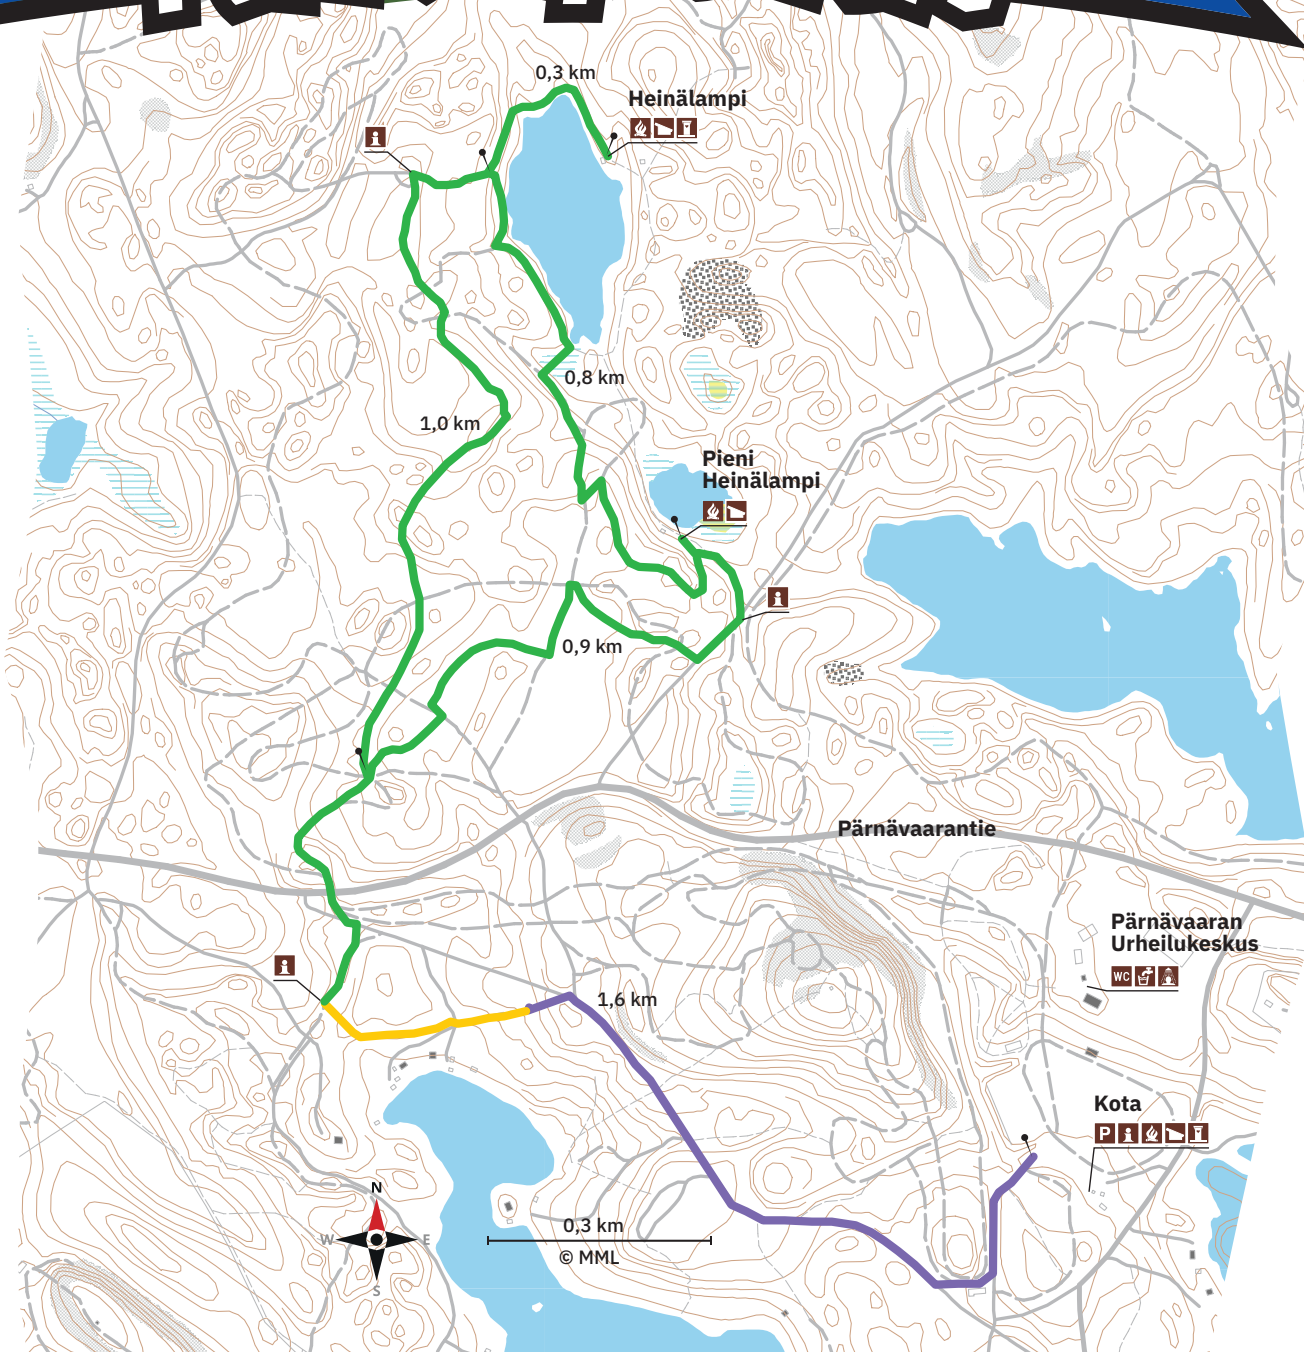 0,3 km
Heinälampi
0,8 km
1,0 km
Pieni
Heinälampi
0,9 km
Pärnävaarantie
Pärnävaaran
Urheilukeskus
WC
1,6 km
Kota
P
N
W
E
S
0,3 km
© MML